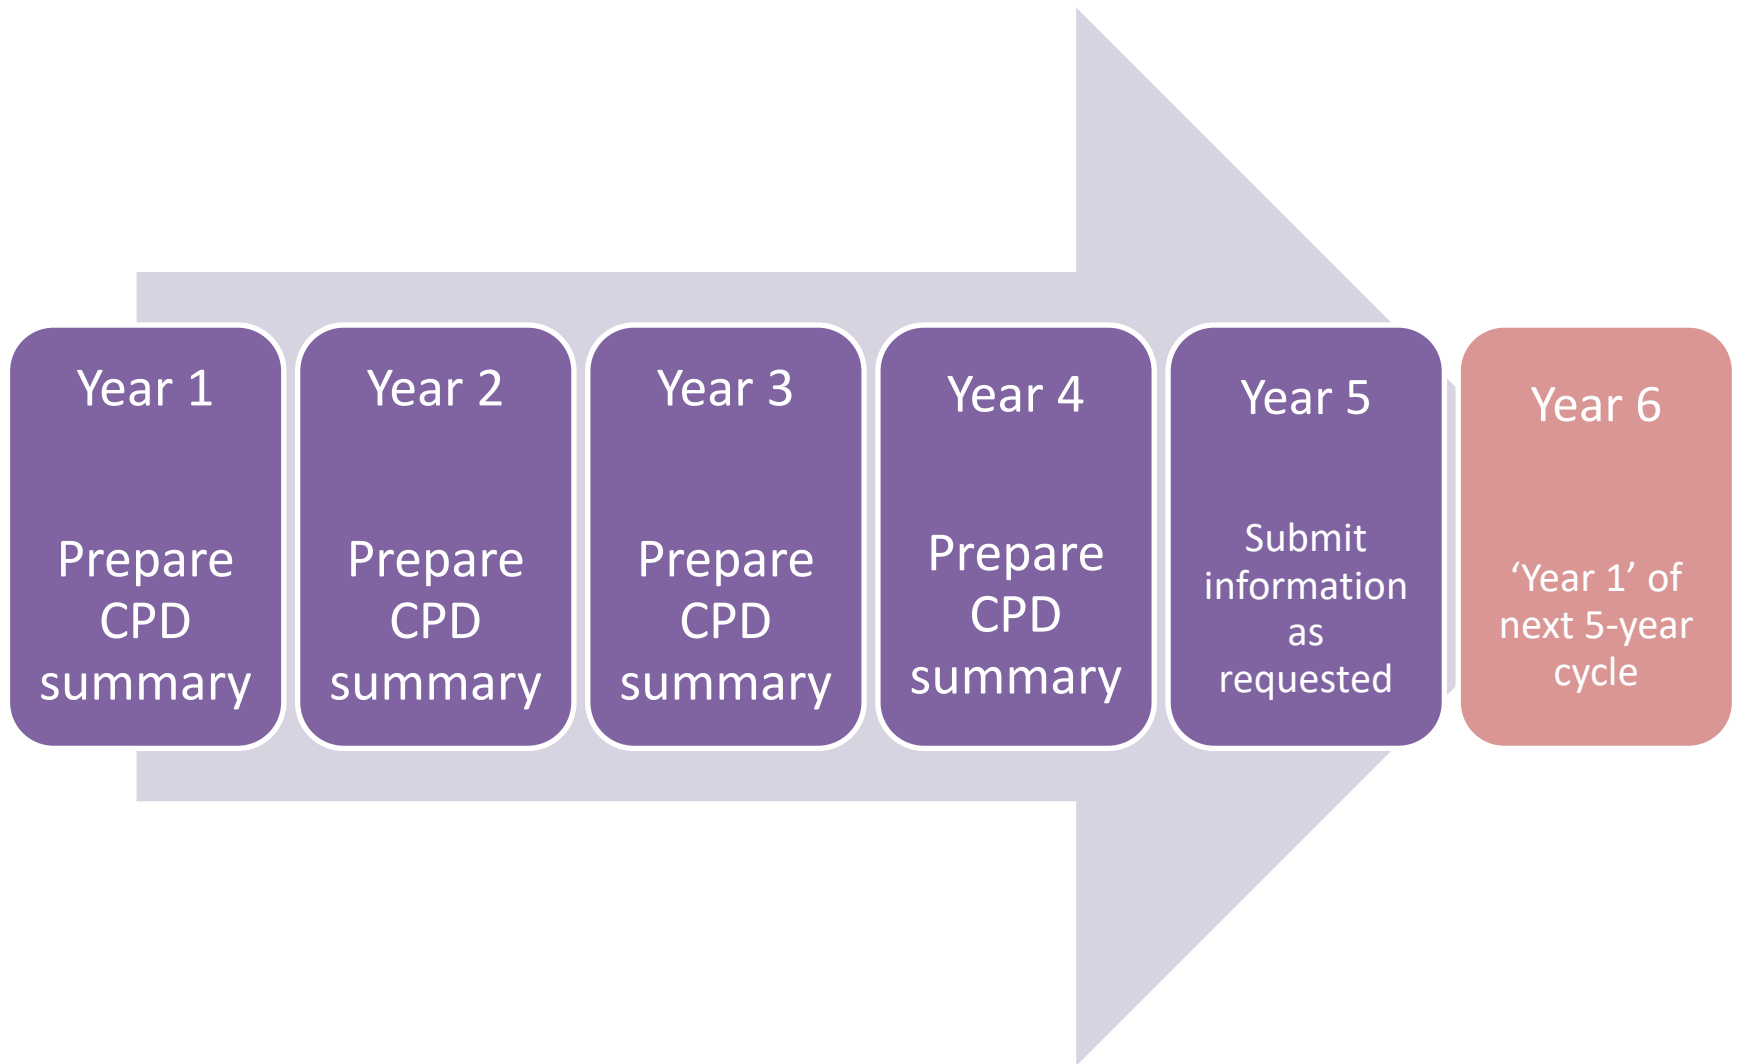 Year 1
Prepare
CPD
summary
Year 2
Prepare
CPD
summary
Year 3
Prepare
CPD
summary
Year 4
Prepare
CPD
summary
Year 5
Submit
information
as
requested
Year 6
‘Year 1’ of
next 5-year
cycle